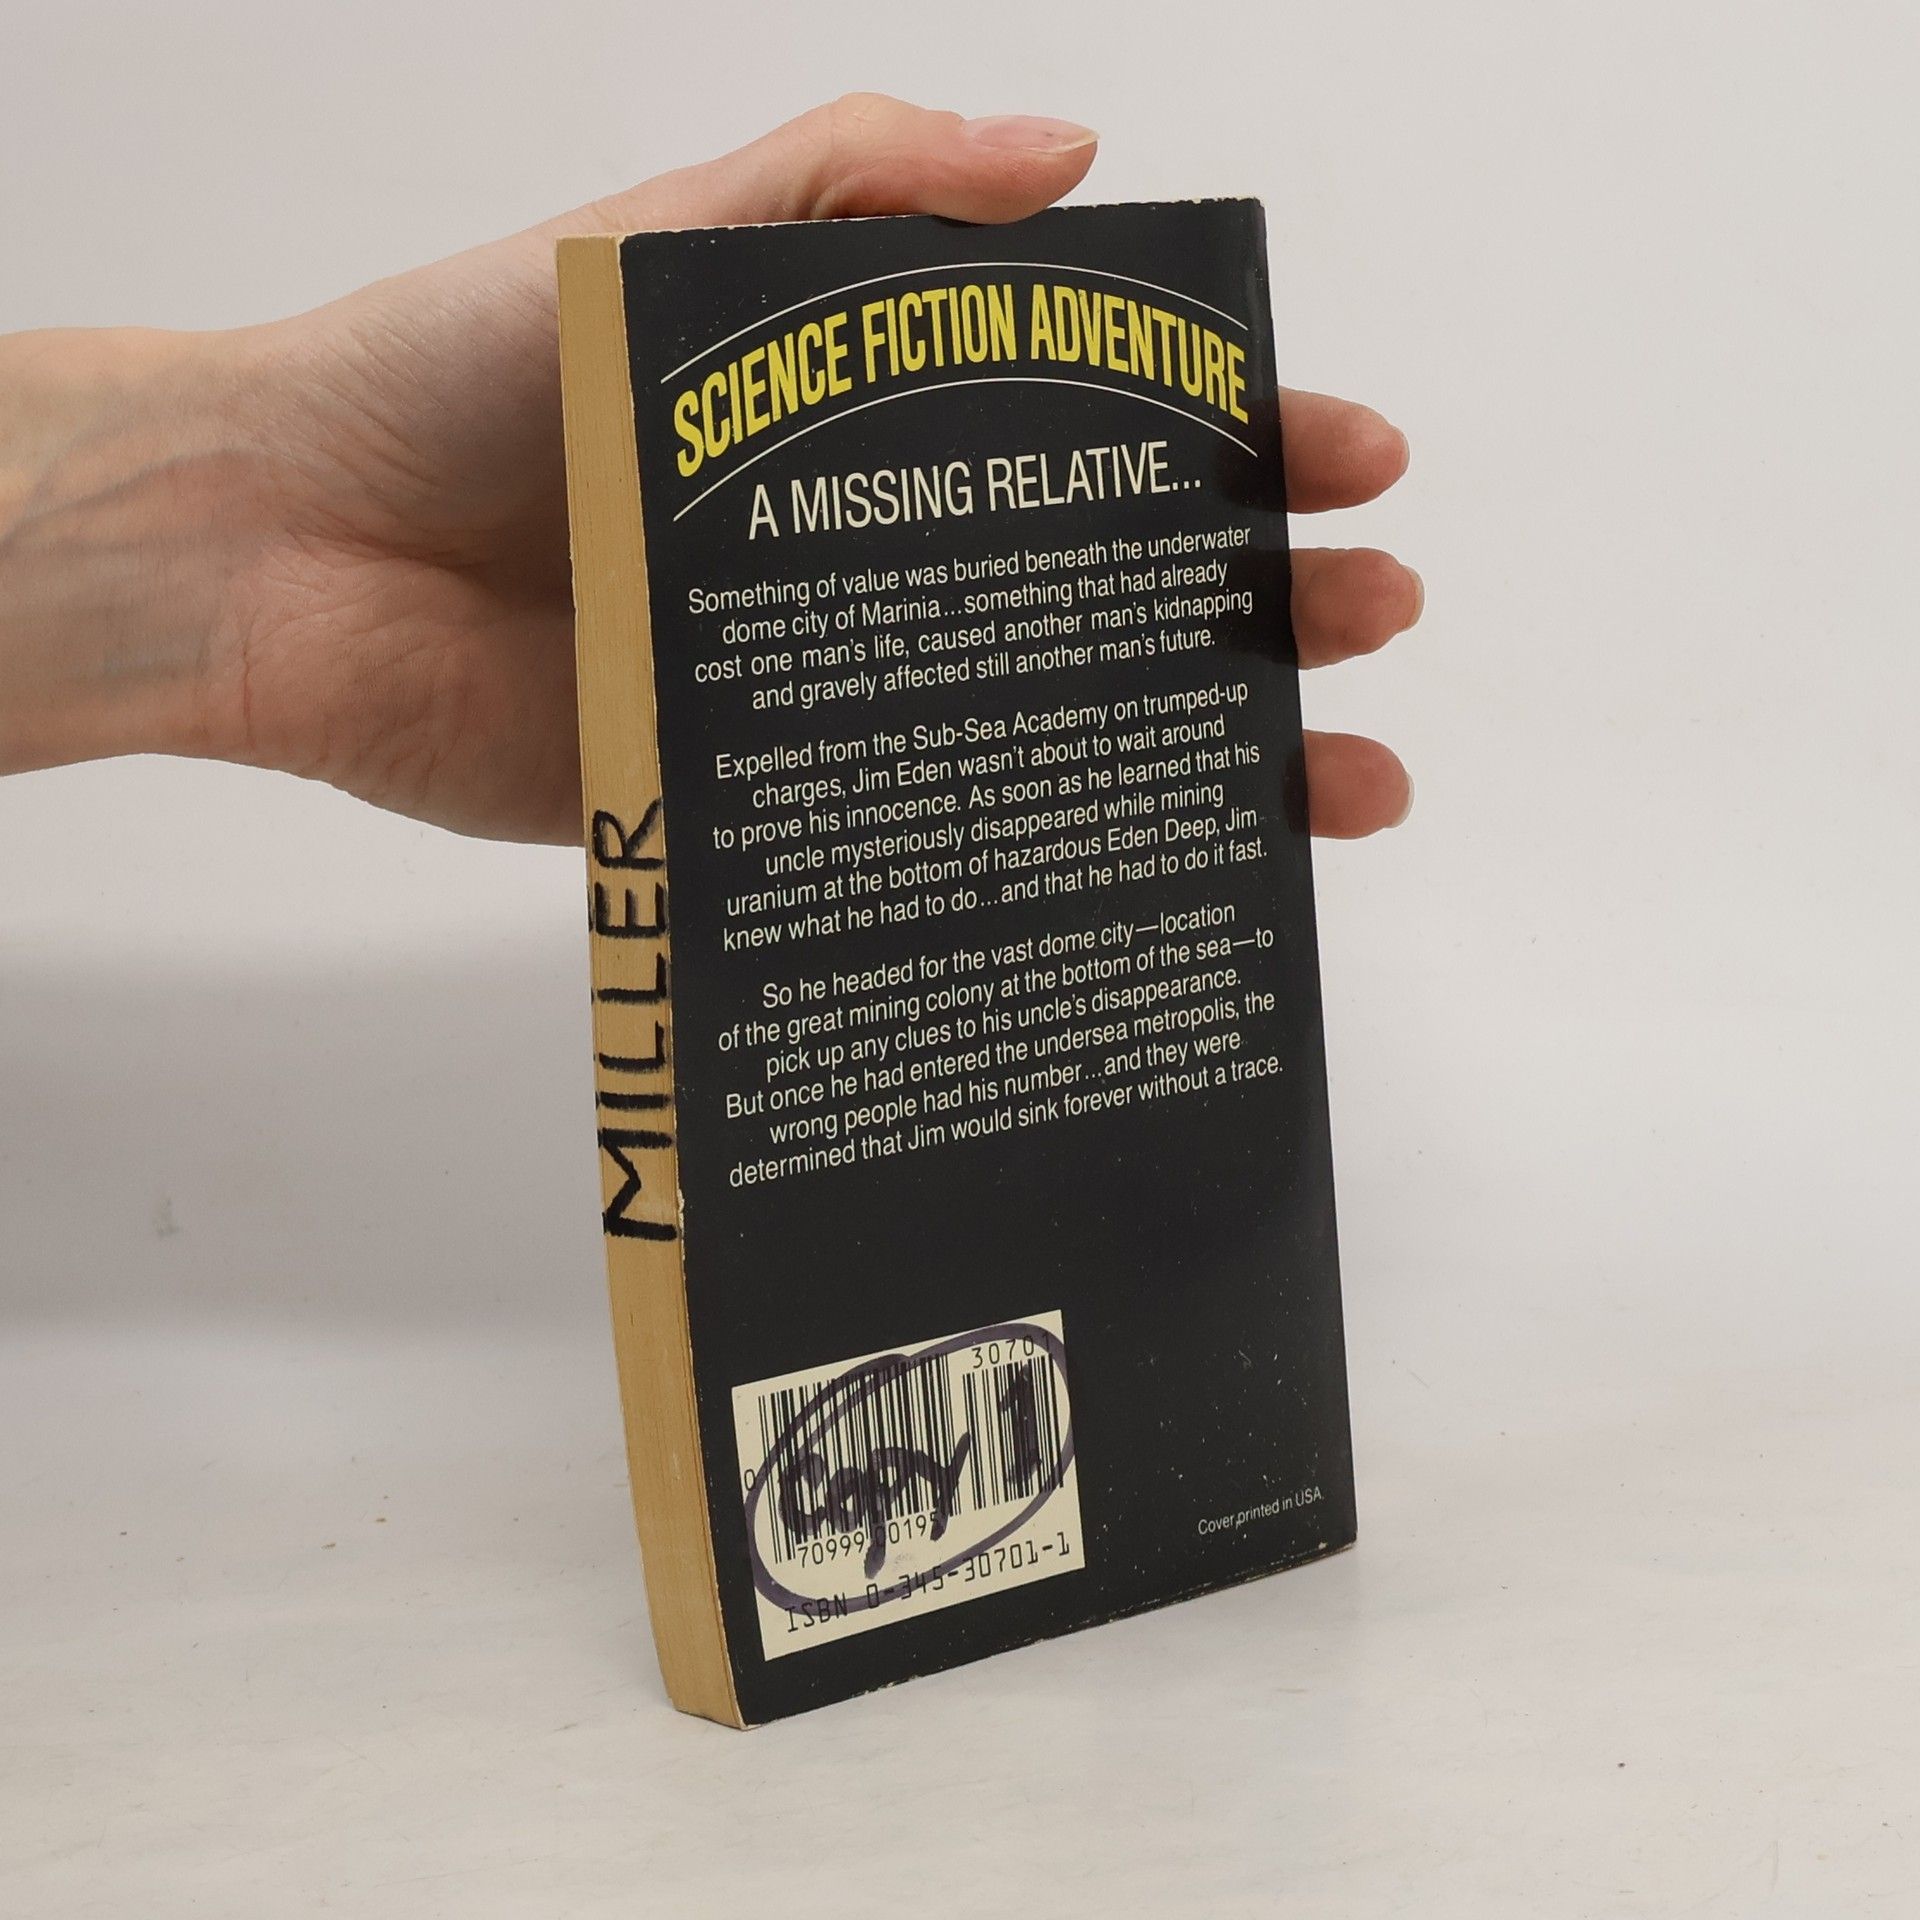 SCIENCE FICTION ADVENTURE
A MISSING RELATIVE...
Something of value was buried beneath the underwater
dome city of Marinia...something that had already
cost one man's life, caused another man's kidnapping
and gravely affected still another man's future.
Expelled from the Sub-Sea Academy on trumped-up
charges, Jim Eden wasn't about to wait around
to prove his innocence. As soon as he learned that his
uncle mysteriously disappeared while mining
uranium at the bottom of hazardous Eden Deep, Jim
knew what he had to do...and that he had to do it fast.
So he headed for the vast dome city—location
of the great mining colony at the bottom of the sea—to
pick up any clues to his uncle's disappearance.
But once he had entered the undersea metropolis, the
wrong people had his number...and they were
determined that Jim would sink forever without a trace.
MILLER
30701
Copy 1
0
70999 00195
ISBN 0-345-30701-1
Cover printed in USA.